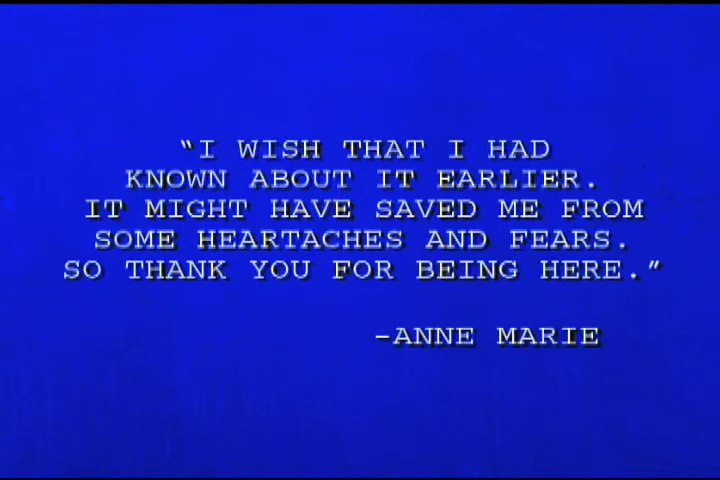 “I WISH THAT I HAD
KNOWN ABOUT IT EARLIER.
IT MIGHT HAVE SAVED ME FROM
SOME HEARTACHES AND FEARS.
SO THANK YOU FOR BEING HERE.”
-ANNE MARIE